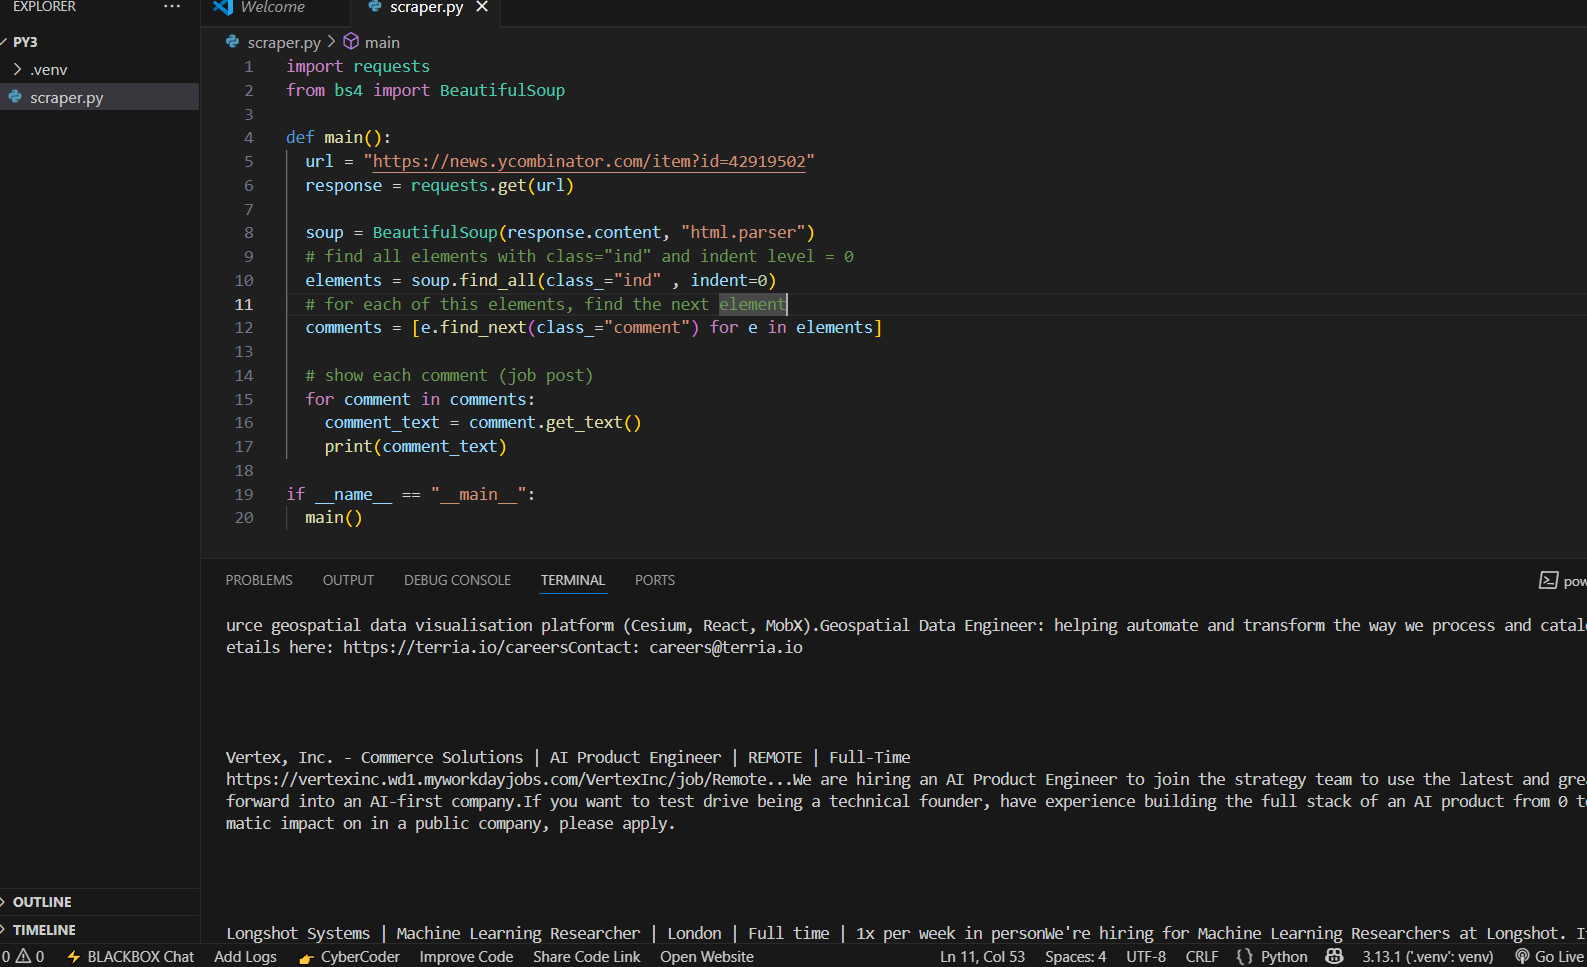 EXPLORER
···
Welcome
scraper.py
PY3
.venv
scraper.py
scraper.py > main
1 import requests
2 from bs4 import BeautifulSoup
3
4 def main():
5 url = "https://news.ycombinator.com/item?id=42919502"
6 response = requests.get(url)
7
8 soup = BeautifulSoup(response.content, "html.parser")
9 # find all elements with class="ind" and indent level = 0
10 elements = soup.find_all(class_="ind" , indent=0)
11 # for each of this elements, find the next element
12 comments = [e.find_next(class_="comment") for e in elements]
13
14 # show each comment (job post)
15 for comment in comments:
16 comment_text = comment.get_text()
17 print(comment_text)
18
19 if __name__ == "__main__":
20 main()
PROBLEMS OUTPUT DEBUG CONSOLE TERMINAL PORTS
pow
urce geospatial data visualisation platform (Cesium, React, MobX).Geospatial Data Engineer: helping automate and transform the way we process and catal
etails here: https://terria.io/careersContact: careers@terria.io
Vertex, Inc. - Commerce Solutions | AI Product Engineer | REMOTE | Full-Time
https://vertexinc.wd1.myworkdayjobs.com/VertexInc/job/Remote...We are hiring an AI Product Engineer to join the strategy team to use the latest and gre
forward into an AI-first company.If you want to test drive being a technical founder, have experience building the full stack of an AI product from 0 t
matic impact on in a public company, please apply.
Longshot Systems | Machine Learning Researcher | London | Full time | 1x per week in personWe're hiring for Machine Learning Researchers at Longshot. I
OUTLINE
TIMELINE
0 0 BLACKBOX Chat Add Logs CyberCoder Improve Code Share Code Link Open Website Ln 11, Col 53 Spaces: 4 UTF-8 CRLF {} Python 3.13.1 ('.venv': venv) Go Live